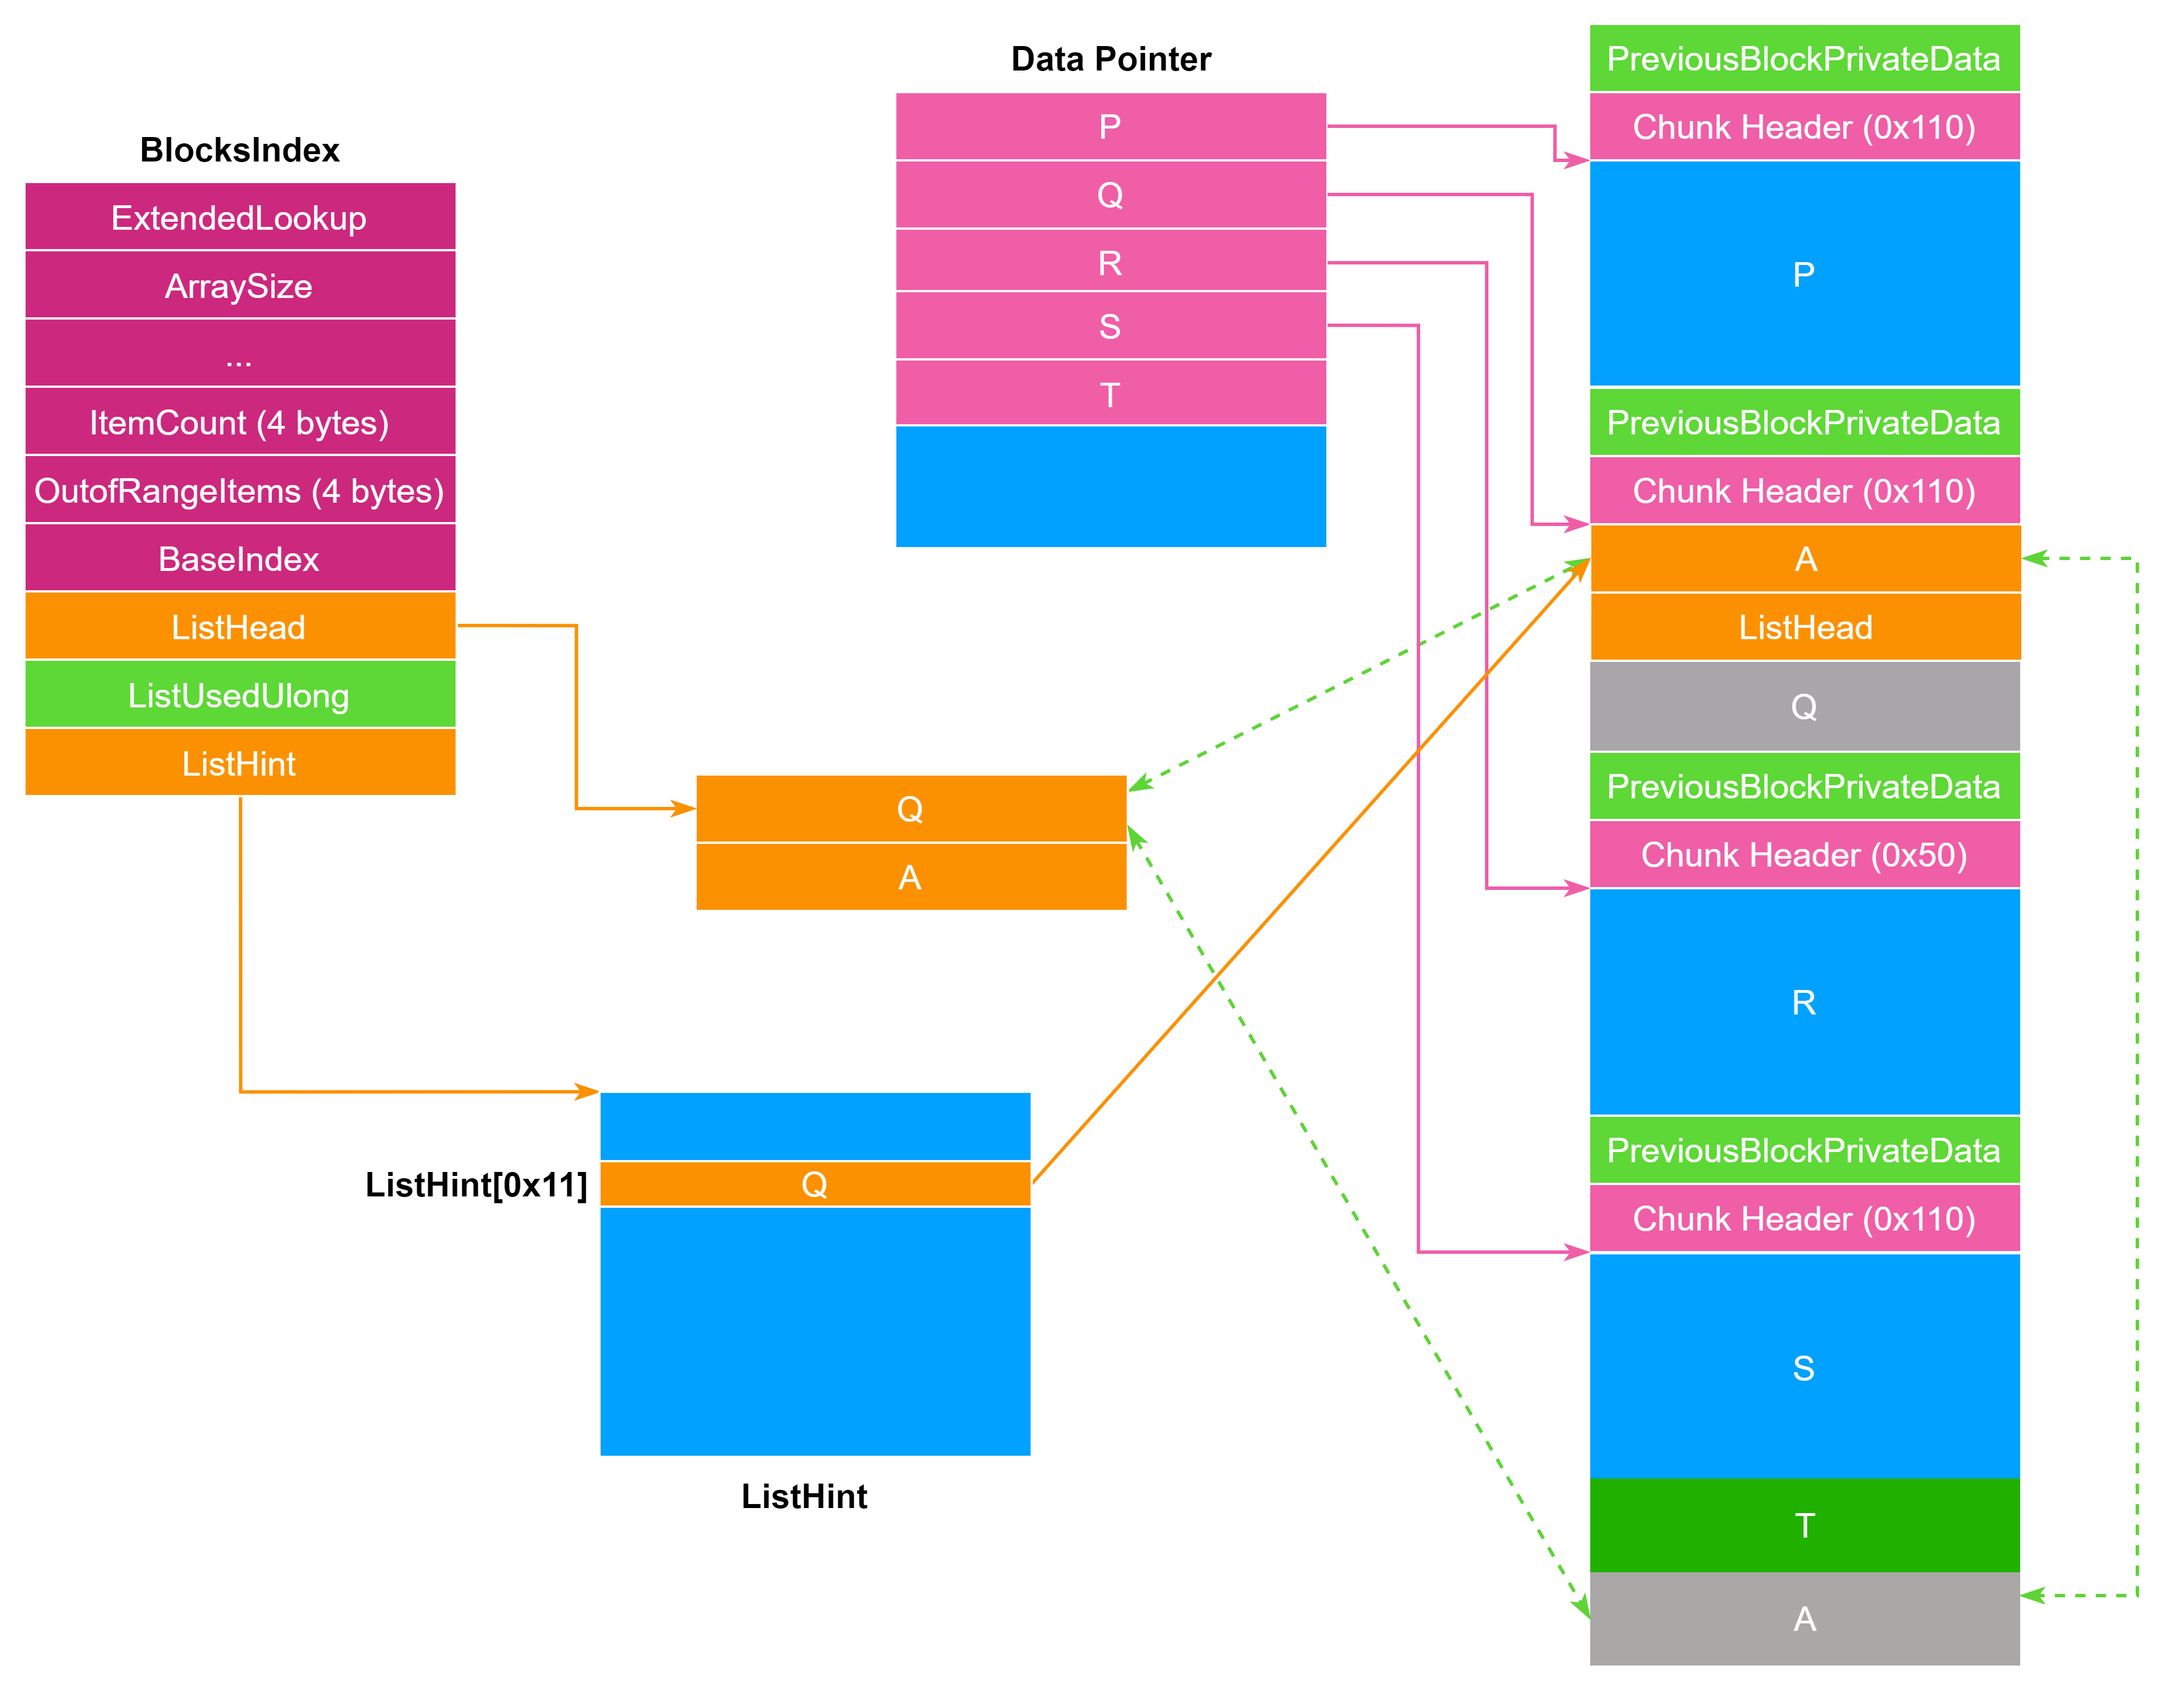 BlocksIndex
ExtendedLookup
ArraySize
...
ItemCount (4 bytes)
OutofRangeItems (4 bytes)
BaseIndex
ListHead
ListUsedUlong
ListHint
Data Pointer
P
Q
R
S
T
Q
A
ListHint[0x11]
Q
ListHint
PreviousBlockPrivateData
Chunk Header (0x110)
P
PreviousBlockPrivateData
Chunk Header (0x110)
A
ListHead
Q
PreviousBlockPrivateData
Chunk Header (0x50)
R
PreviousBlockPrivateData
Chunk Header (0x110)
S
T
A